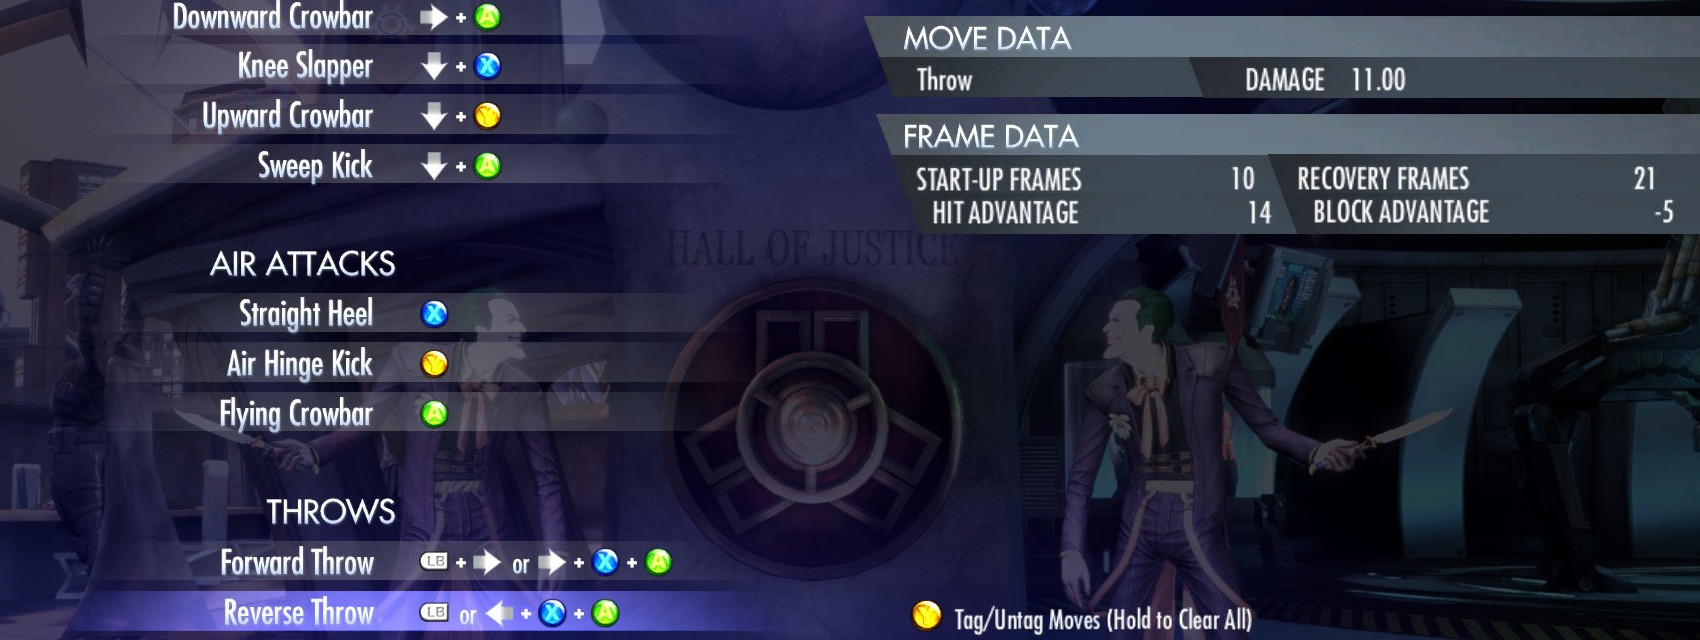 Downward Crowbar + A
Knee Slapper + X
Upward Crowbar + Y
Sweep Kick + A
AIR ATTACKS
Straight Heel X
Air Hinge Kick Y
Flying Crowbar A
THROWS
Forward Throw LB + or + X + A
Reverse Throw LB or + X + A
MOVE DATA
Throw DAMAGE 11.00
FRAME DATA
START-UP FRAMES 10 RECOVERY FRAMES 21
HIT ADVANTAGE 14 BLOCK ADVANTAGE -5
HALL OF JUSTICE
Y Tag/Untag Moves (Hold to Clear All)